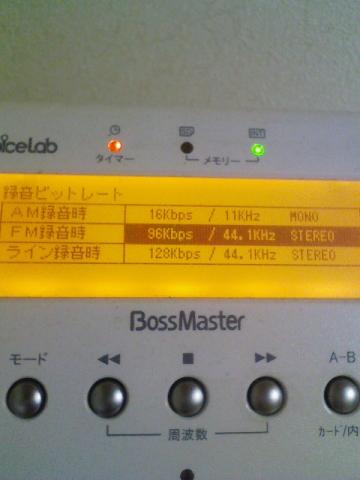 oiceLab
タイマー
メモリー
INT
録音ビットレート
AM録音時 16Kbps / 11KHz MONO
FM録音時 96Kbps / 44.1KHz STEREO
ライン録音時 128Kbps / 44.1KHz STEREO
BossMaster
モード
A-B
周波数
カード/内